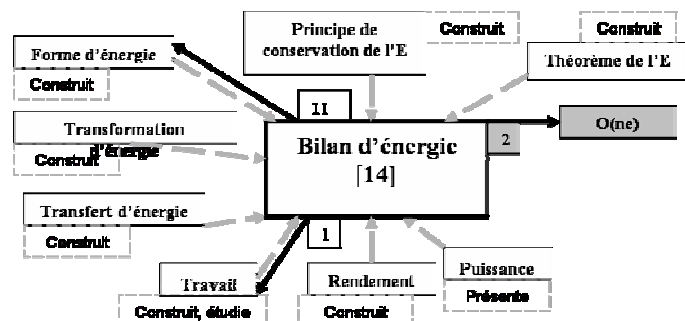 Principe de
conservation de l'E
Construit
Construit
Théorème de l'E
Forme d'énergie
Construit
11
Bilan d'énergie
[14]
2
O(ne)
Transformation
d'énergie
Construit
Transfert d'énergie
Construit
1
Travail
Construit, étudie
Rendement
Construit
Puissance
Présente